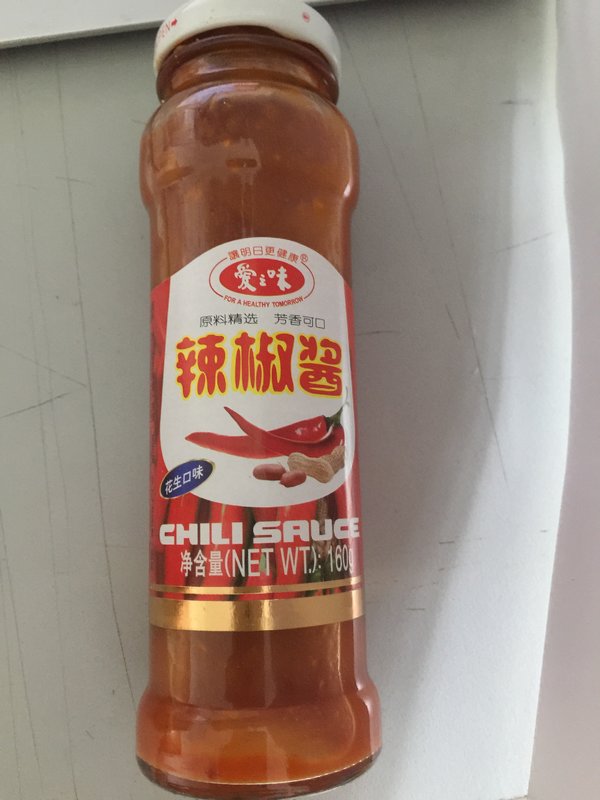 讓明日更健康®
愛之味
FOR A HEALTHY TOMORROW
原料精选 芳香可口
辣椒酱
花生口味
CHILI SAUCE
净含量(NET WT.): 160g